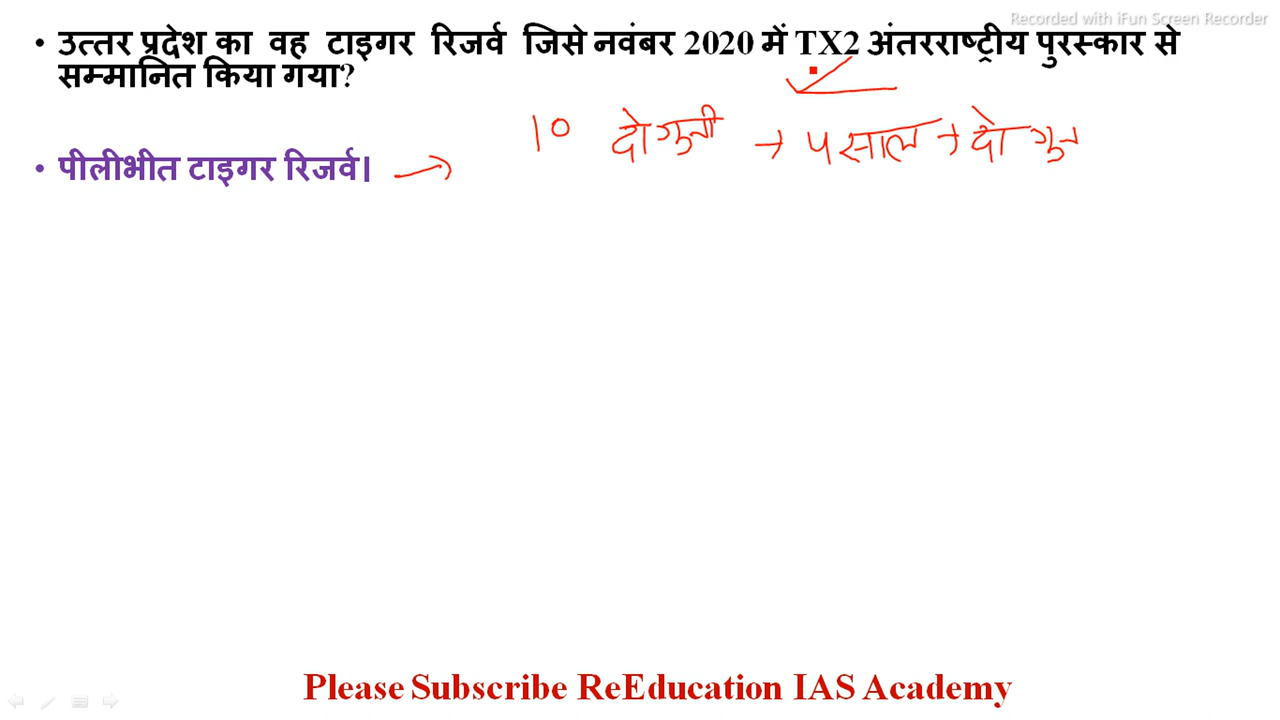 Recorded with iFun Screen Recorder
• उत्तर प्रदेश का वह टाइगर रिजर्व जिसे नवंबर 2020 में TX2 अंतरराष्ट्रीय पुरस्कार से
सम्मानित किया गया?
10 दोगुनी → 4 साल → दो गुन
• पीलीभीत टाइगर रिजर्व। →
Please Subscribe ReEducation IAS Academy